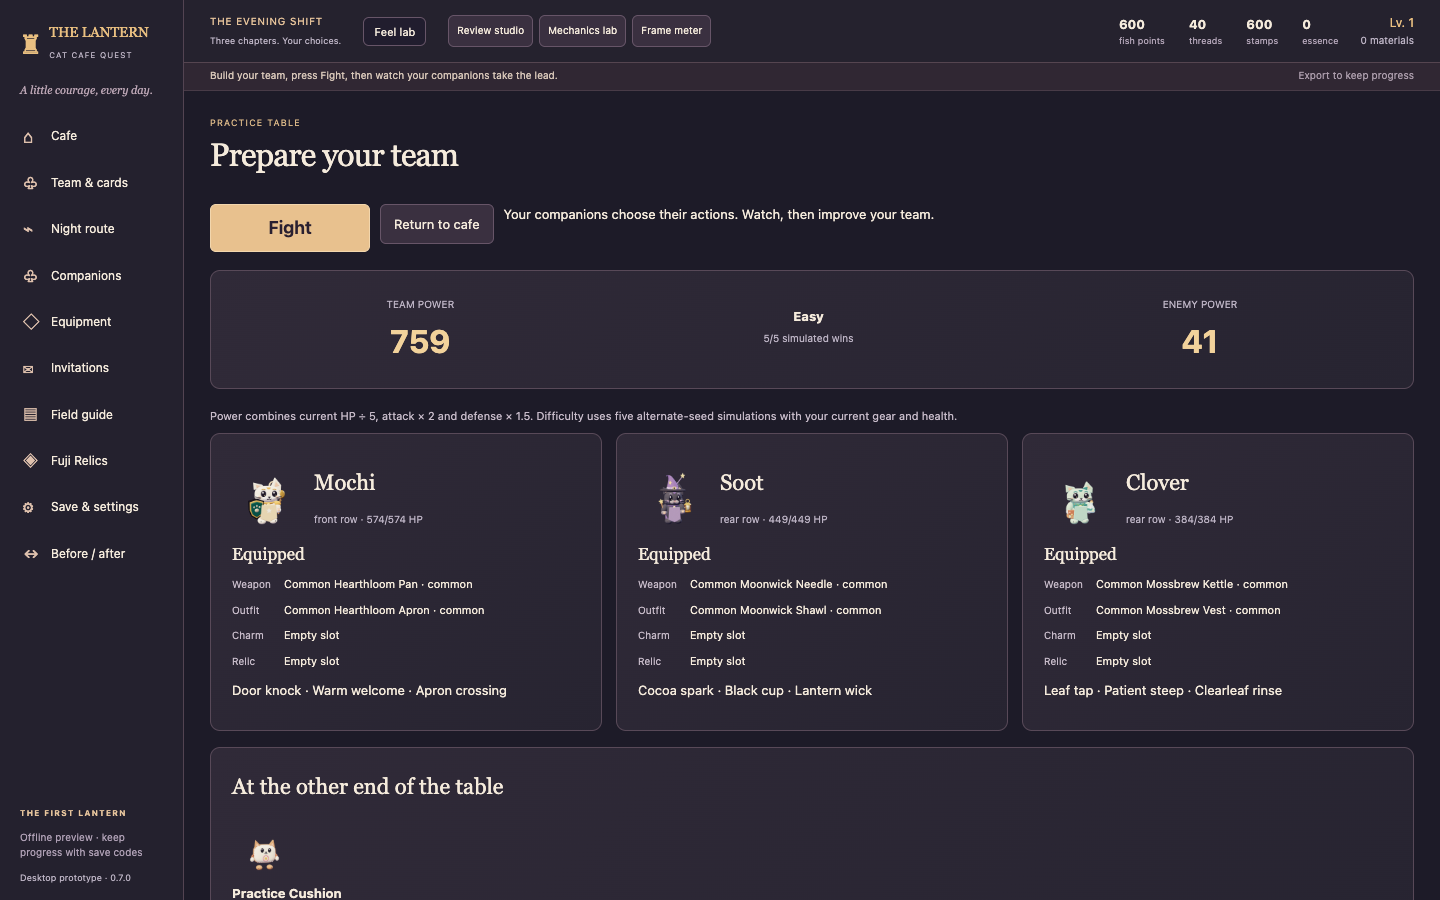 THE LANTERN
CAT CAFE QUEST
A little courage, every day.
Cafe
Team & cards
Night route
Companions
Equipment
Invitations
Field guide
Fuji Relics
Save & settings
Before / after
THE FIRST LANTERN
Offline preview · keep
progress with save codes
Desktop prototype · 0.7.0
THE EVENING SHIFT
Three chapters. Your choices.
Feel lab
Review studio
Mechanics lab
Frame meter
600
fish points
40
threads
600
stamps
0
essence
Lv. 1
0 materials
Build your team, press Fight, then watch your companions take the lead.
Export to keep progress
PRACTICE TABLE
Prepare your team
Fight
Return to cafe
Your companions choose their actions. Watch, then improve your team.
TEAM POWER
759
Easy
5/5 simulated wins
ENEMY POWER
41
Power combines current HP ÷ 5, attack × 2 and defense × 1.5. Difficulty uses five alternate-seed simulations with your current gear and health.
Mochi
front row · 574/574 HP
Equipped
Weapon Common Hearthloom Pan · common
Outfit Common Hearthloom Apron · common
Charm Empty slot
Relic Empty slot
Door knock · Warm welcome · Apron crossing
Soot
rear row · 449/449 HP
Equipped
Weapon Common Moonwick Needle · common
Outfit Common Moonwick Shawl · common
Charm Empty slot
Relic Empty slot
Cocoa spark · Black cup · Lantern wick
Clover
rear row · 384/384 HP
Equipped
Weapon Common Mossbrew Kettle · common
Outfit Common Mossbrew Vest · common
Charm Empty slot
Relic Empty slot
Leaf tap · Patient steep · Clearleaf rinse
At the other end of the table
Practice Cushion